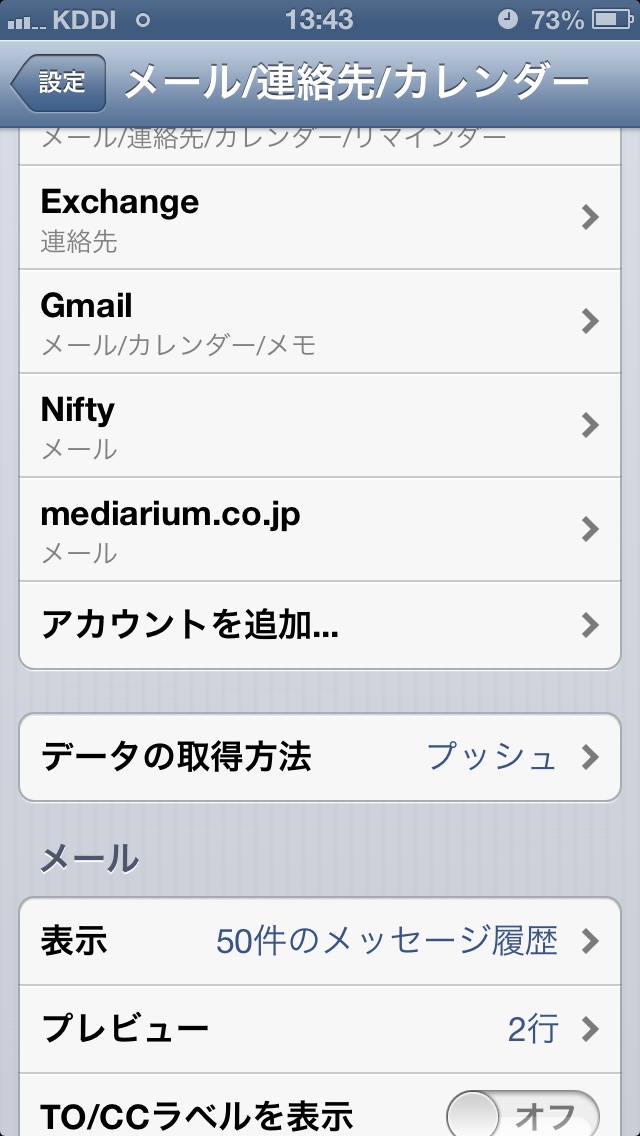 KDDI 13:43 73%
設定 メール/連絡先/カレンダー
メール/連絡先/カレンダー/リマインダー
Exchange
連絡先
Gmail
メール/カレンダー/メモ
Nifty
メール
mediarium.co.jp
メール
アカウントを追加...
データの取得方法 プッシュ
メール
表示 50件のメッセージ履歴
プレビュー 2行
TO/CCラベルを表示 オフ